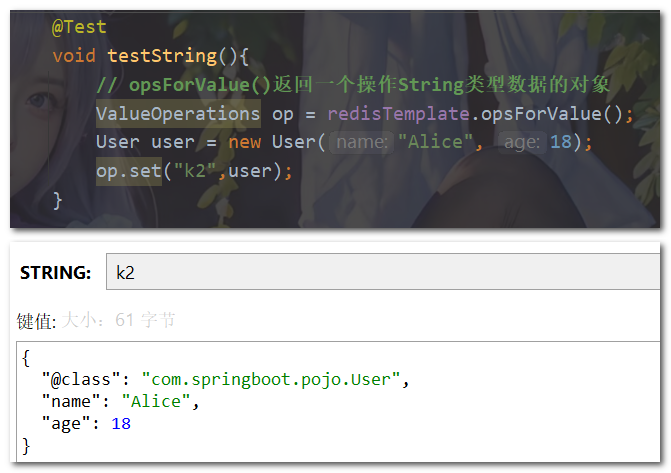 @Test
void testString(){
// opsForValue()返回一个操作String类型数据的对象
ValueOperations op = redisTemplate.opsForValue();
User user = new User( name: "Alice", age: 18);
op.set("k2",user);
}
STRING: k2
键值: 大小: 61 字节
{
"@class": "com.springboot.pojo.User",
"name": "Alice",
"age": 18
}